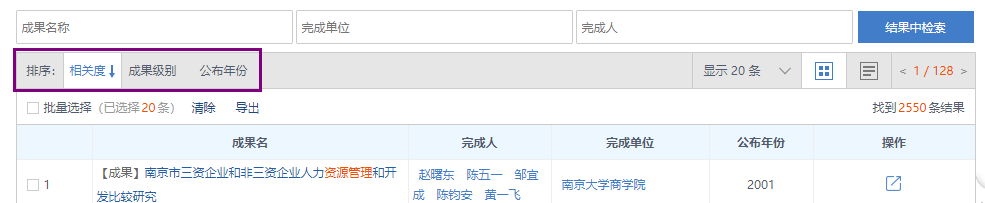 成果名称 完成单位 完成人 结果中检索
排序: 相关度↓ 成果级别 公布年份 显示 20 条 < 1 / 128 >
批量选择 (已选择20条) 清除 导出 找到2550条结果
成果名 完成人 完成单位 公布年份 操作
1 【成果】南京市三资企业和非三资企业人力资源管理和开 赵曙东 陈五一 邹宜 南京大学商学院 2001
发比较研究 成 陈钧安 黄一飞